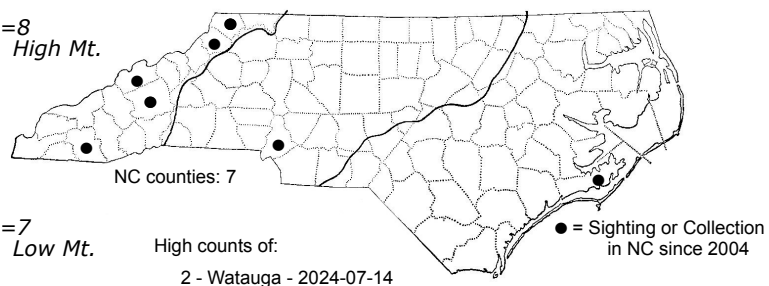 =8
High Mt.
NC counties: 7
=7
Low Mt.
High counts of:
2 - Watauga - 2024-07-14
● = Sighting or Collection
in NC since 2004